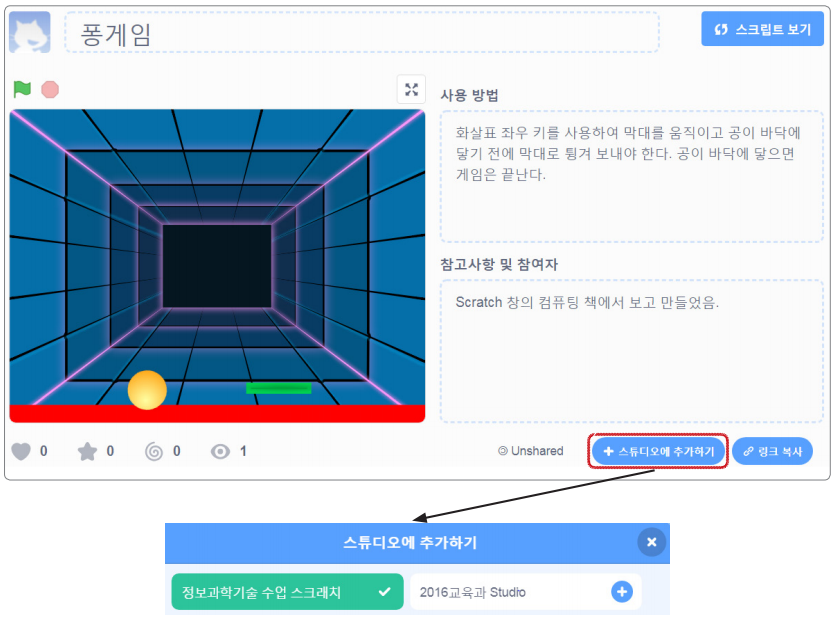 퐁게임
스크립트 보기
사용 방법
화살표 좌우 키를 사용하여 막대를 움직이고 공이 바닥에
닿기 전에 막대로 튕겨 보내야 한다. 공이 바닥에 닿으면
게임은 끝난다.
참고사항 및 참여자
Scratch 창의 컴퓨팅 책에서 보고 만들었음.
0 0 0 1
Unshared
스튜디오에 추가하기
링크 복사
스튜디오에 추가하기
정보과학기술 수업 스크래치
2016교육과 Studio